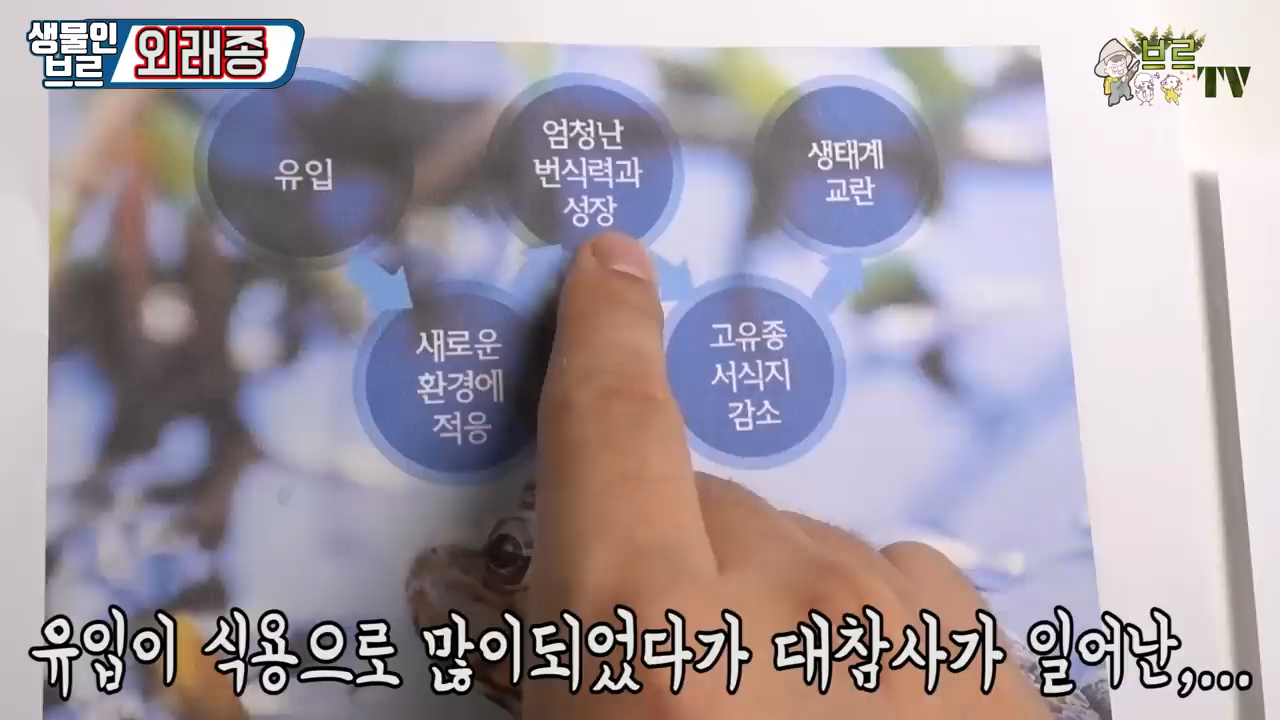 생물인
브르
외래종
브르
TV
유입
엄청난
번식력과
성장
생태계
교란
새로운
환경에
적응
고유종
서식지
감소
유입이 식용으로 많이되었다가 대참사가 일어난,...